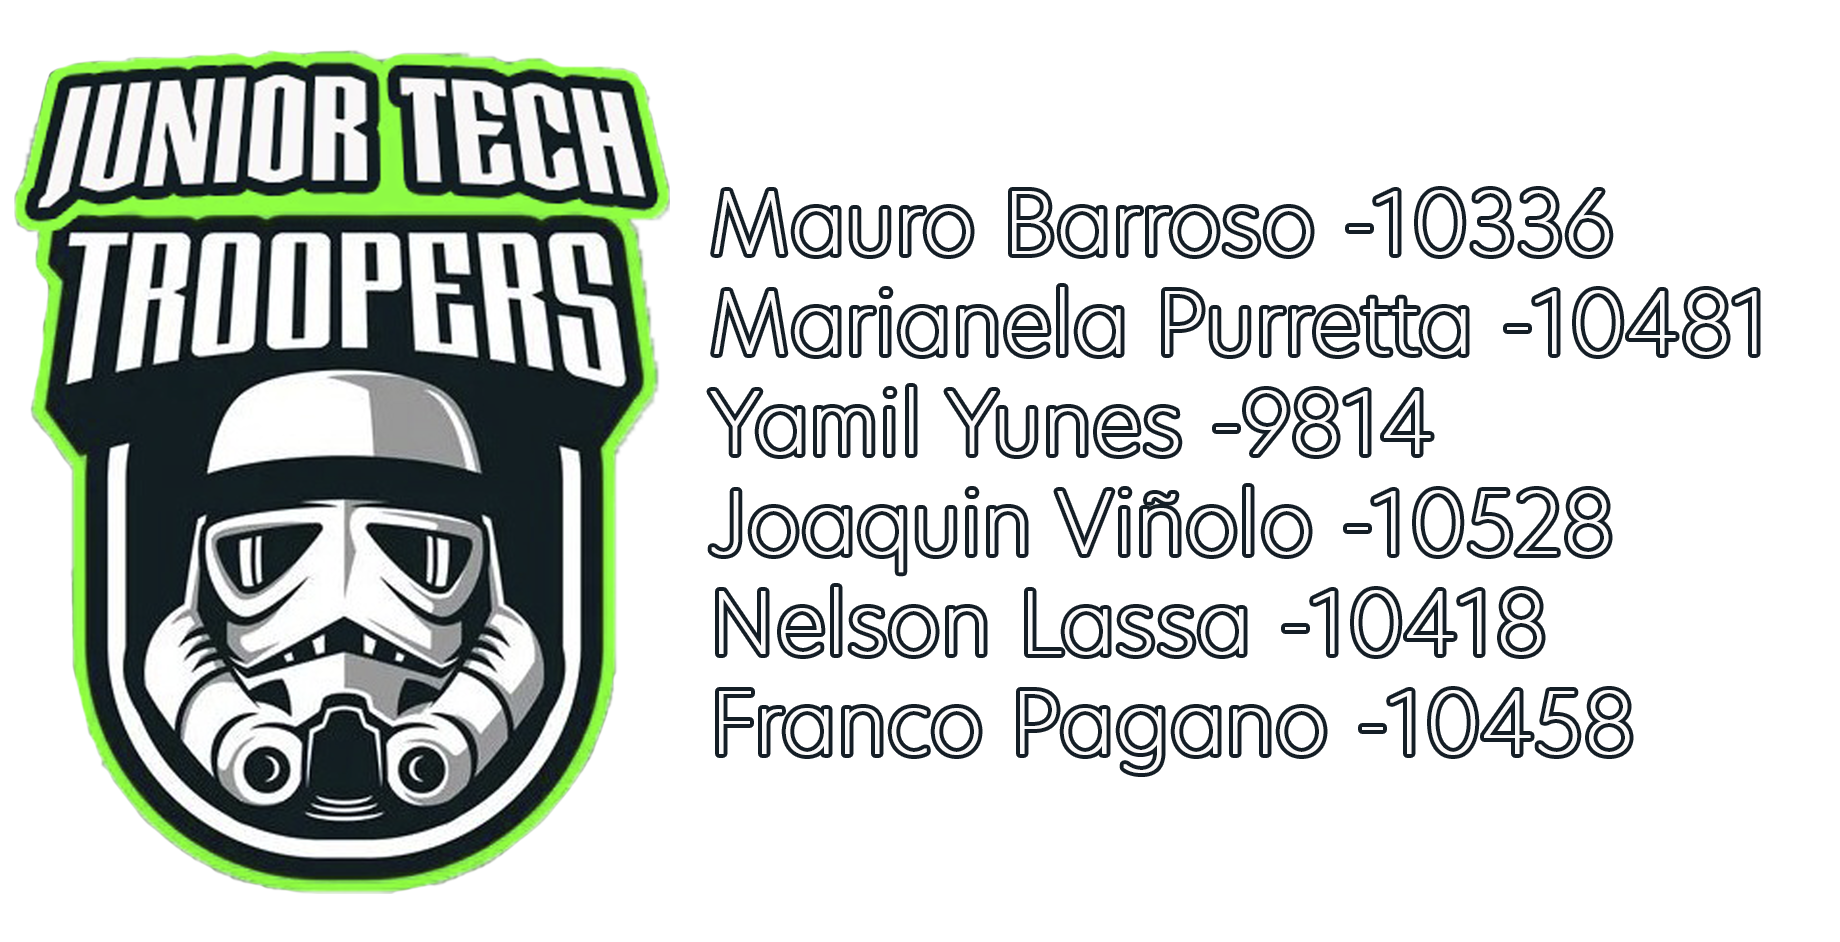 JUNIOR TECH
TROOPERS
Mauro Barroso -10336
Marianela Purretta -10481
Yamil Yunes -9814
Joaquin Viñolo -10528
Nelson Lassa -10418
Franco Pagano -10458